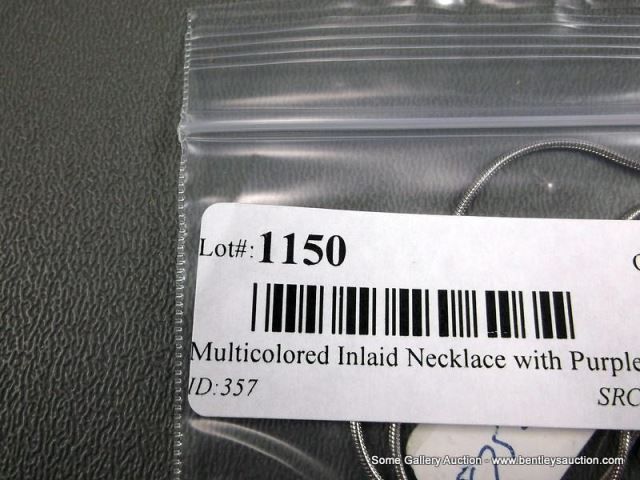 Lot#:1150
Multicolored Inlaid Necklace with Purple
ID:357
SRC
Some Gallery Auction - www.bentleysauction.com